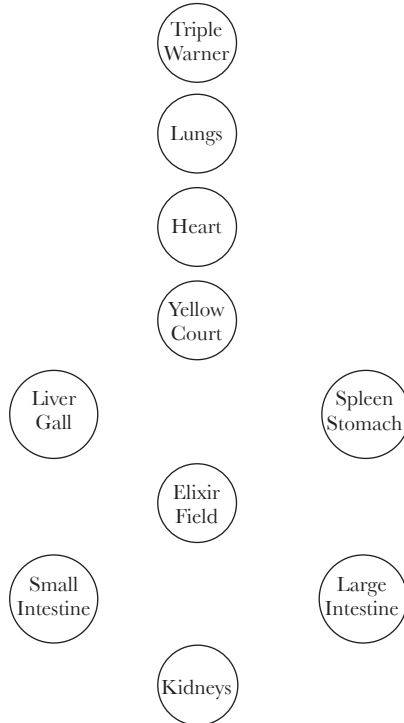 Triple
Warner
Lungs
Heart
Yellow
Court
Liver
Gall
Spleen
Stomach
Elixir
Field
Small
Intestine
Large
Intestine
Kidneys